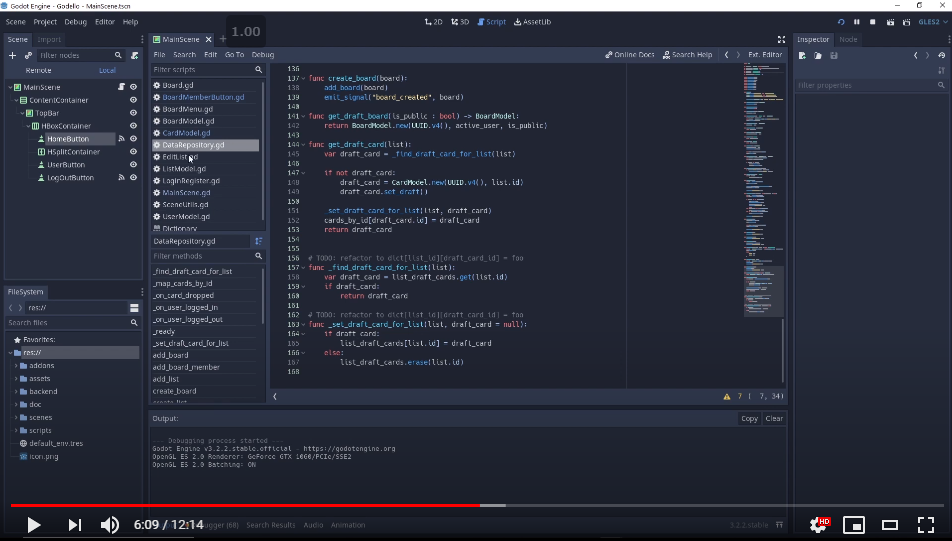 Godot Engine - Godello - MainScene.tscn
Scene Project Debug Editor Help
2D 3D Script AssetLib
GLES2
1.00
Scene Import
Filter nodes
Remote Local
MainScene
ContentContainer
TopBar
HBoxContainer
HomeButton
HSplitContainer
UserButton
LogOutButton
FileSystem
res://
Search files
Favorites:
res://
addons
assets
backend
doc
scenes
scripts
default_env.tres
icon.png
MainScene
File Search Edit Go To Debug
Online Docs Search Help Ext. Editor
Filter scripts
Board.gd
BoardMemberButton.gd
BoardMenu.gd
BoardModel.gd
CardModel.gd
DataRepository.gd
ListModel.gd
LoginRegister.gd
MainScene.gd
SceneUtils.gd
UserModel.gd
Dictionary
DataRepository.gd
Filter methods
_find_draft_card_for_list
_map_cards_by_id
_on_card_dropped
_on_user_logged_in
_on_user_logged_out
_ready
_set_draft_card_for_list
add_board
add_board_member
add_list
create_board
create_list
136
137 func create_board(board):
138 add_board(board)
139 emit_signal("board_created", board)
140
141 func get_draft_board(is_public : bool) -> BoardModel:
142 return BoardModel.new(UUID.v4(), active_user, is_public)
143
144 func get_draft_card(list):
145 var draft_card = _find_draft_card_for_list(list)
146
147 if not draft_card:
148 draft_card = CardModel.new(UUID.v4(), list.id)
149 draft_card.set_draft()
150
151 _set_draft_card_for_list(list, draft_card)
152 cards_by_id[draft_card.id] = draft_card
153 return draft_card
154
155
156 # TODO: refactor to dict[list_id][draft_card_id] = foo
157 func _find_draft_card_for_list(list):
158 var draft_card = list_draft_cards.get(list.id)
159 if draft_card:
160 return draft_card
161
162 # TODO: refactor to dict[list_id][draft_card_id] = foo
163 func _set_draft_card_for_list(list, draft_card = null):
164 if draft_card:
165 list_draft_cards[list.id] = draft_card
166 else:
167 list_draft_cards.erase(list.id)
168
7 ( 7, 34)
Output: Copy Clear
--- Debugging process started ---
Godot Engine v3.2.2.stable.official - https://godotengine.org
OpenGL ES 2.0 Renderer: GeForce GTX 1060/PCIe/SSE2
OpenGL ES 2.0 Batching: ON
Search Results Audio Animation
3.2.2.stable
Inspector Node
Filter properties
6:09 / 12:14
HD